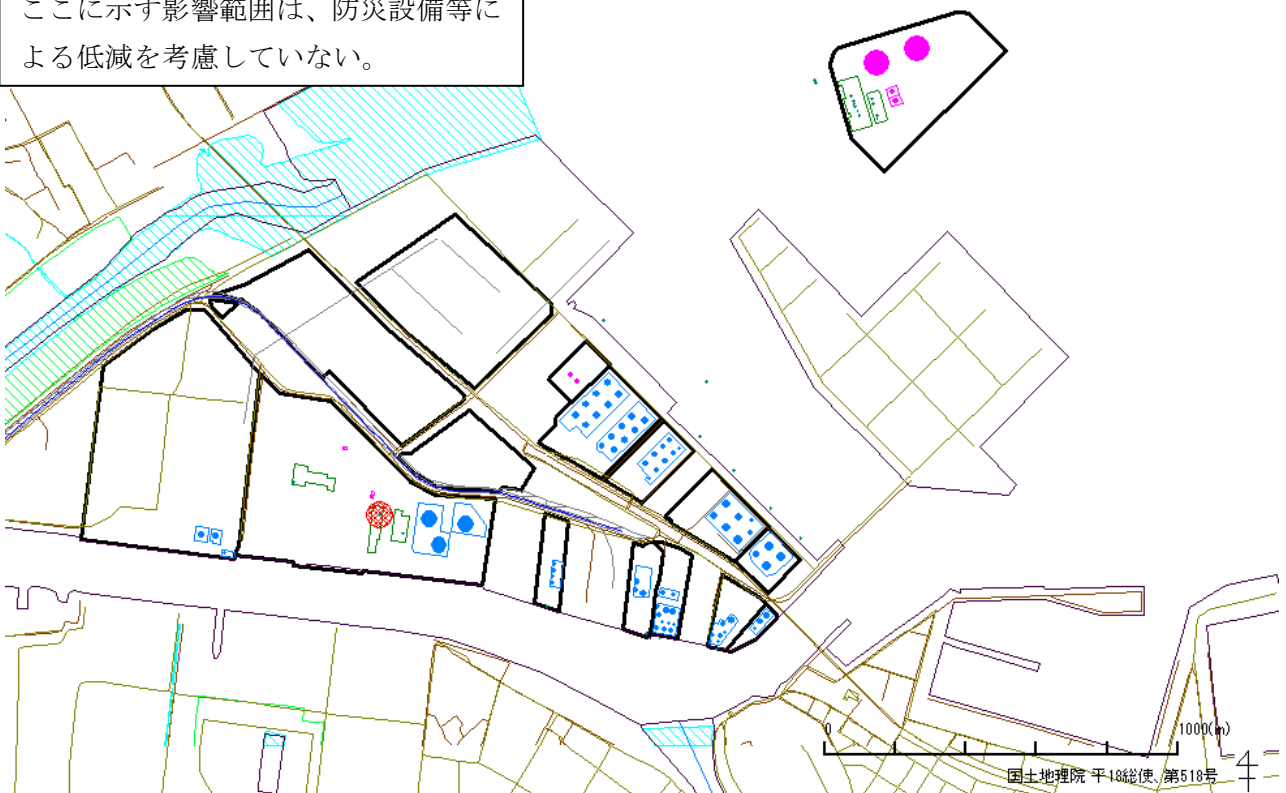 ここに示す影響範囲は、防災設備等に
よる低減を考慮していない。
0
1000(m)
国土地理院 平18総使、第518号